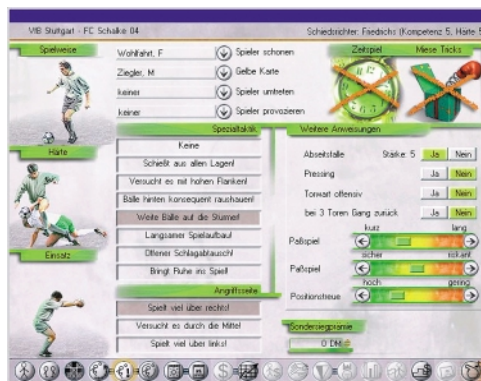 VfB Stuttgart - FC Schalke 04
Schiedsrichter: Friedrichs (Kompetenz 5, Härte 5
Spielweise
Wohlfahrt, F
Spieler schonen
Ziegler, M
Gelbe Karte
keiner
Spieler umtreten
keiner
Spieler provozieren
Zeitspiel
Miese Tricks
Härte
Einsatz
Spezialtaktik
Keine
Schießt aus allen Lagen!
Versucht es mit hohen Flanken!
Bälle hinten konsequent raushauen!
Weite Bälle auf die Stürmer!
Langsamer Spielaufbau!
Offener Schlagabtausch!
Bringt Ruhe ins Spiel!
Angriffsseite
Spielt viel über rechts!
Versucht es durch die Mitte!
Spielt viel über links!
Weitere Anweisungen
Abseitsfalle Stärke: 5 Ja Nein
Pressing Ja Nein
Torwart offensiv Ja Nein
bei 3 Toren Gang zurück Ja Nein
kurz lang
Paßspiel
sicher riskant
Paßspiel
hoch gering
Positionstreue
Sondersiegprämie
0 DM